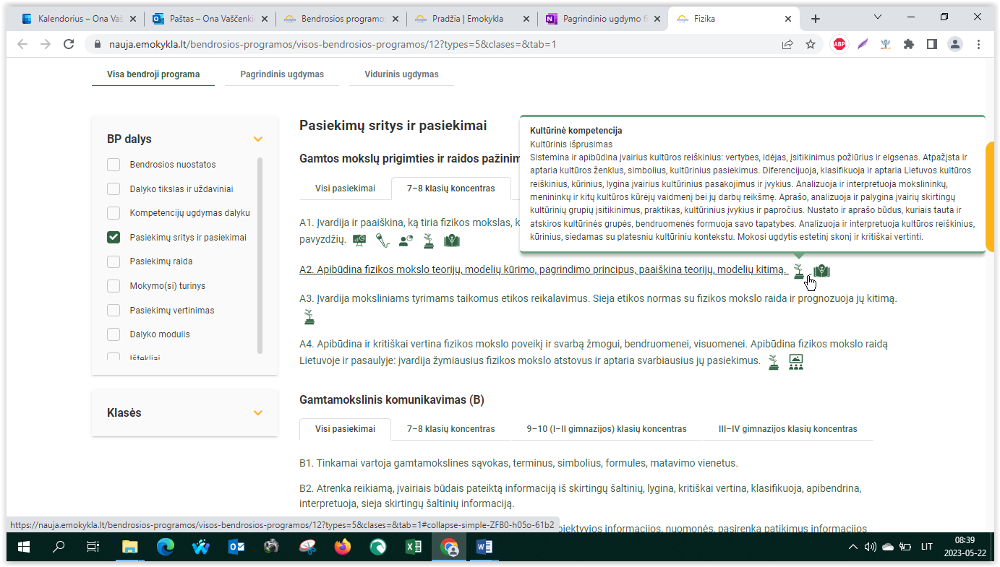 Kalendorius – Ona Vaš
Paštas – Ona Vaščenki
Bendrosios programos
Pradžia | Emokykla
Pagrindinio ugdymo f
Fizika
nauja.emokykla.lt/bendrosios-programos/visos-bendrosios-programos/12?types=5&clases=&tab=1
ABP
Visa bendroji programa
Pagrindinis ugdymas
Vidurinis ugdymas
BP dalys
Bendrosios nuostatos
Dalyko tikslas ir uždaviniai
Kompetencijų ugdymas dalyku
Pasiekimų sritys ir pasiekimai
Pasiekimų raida
Mokymo(si) turinys
Pasiekimų vertinimas
Dalyko modulis
Ištekliai
Klasės
Pasiekimų sritys ir pasiekimai
Gamtos mokslų prigimties ir raidos pažinim
Visi pasiekimai
7–8 klasių koncentras
A1. Įvardija ir paaiškina, ką tiria fizikos mokslas, k
pavyzdžių.
Kultūrinė kompetencija
Kultūrinis išprusimas
Sistemina ir apibūdina įvairius kultūros reiškinius: vertybes, idėjas, įsitikinimus požiūrius ir elgsenas. Atpažįsta ir
aptaria kultūros ženklus, simbolius, kultūrinius pasiekimus. Diferencijuoja, klasifikuoja ir aptaria Lietuvos kultūros
reiškinius, kūrinius, lygina įvairius kultūrinius pasakojimus ir įvykius. Analizuoja ir interpretuoja mokslininkų,
menininkų ir kitų kultūros kūrėjų vaidmenį bei jų darbų reikšmę. Aprašo, analizuoja ir palygina įvairių skirtingų
kultūrinių grupių įsitikinimus, praktikas, kultūrinius įvykius ir papročius. Nustato ir aprašo būdus, kuriais tauta ir
atskiros kultūrinės grupės, bendruomenės formuoja savo tapatybes. Analizuoja ir interpretuoja kultūros reiškinius,
kūrinius, siedamas su platesniu kultūriniu kontekstu. Mokosi ugdytis estetinį skonį ir kritiškai vertinti.
A2. Apibūdina fizikos mokslo teorijų, modelių kūrimo, pagrindimo principus, paaiškina teorijų, modelių kitimą.
A3. Įvardija moksliniams tyrimams taikomus etikos reikalavimus. Sieja etikos normas su fizikos mokslo raida ir prognozuoja jų kitimą.
A4. Apibūdina ir kritiškai vertina fizikos mokslo poveikį ir svarbą žmogui, bendruomenei, visuomenei. Apibūdina fizikos mokslo raidą
Lietuvoje ir pasaulyje: įvardija žymiausius fizikos mokslo atstovus ir aptaria svarbiausius jų pasiekimus.
Gamtamokslinis komunikavimas (B)
Visi pasiekimai
7–8 klasių koncentras
9–10 (I–II gimnazijos) klasių koncentras
III–IV gimnazijos klasių koncentras
B1. Tinkamai vartoja gamtamokslines sąvokas, terminus, simbolius, formules, matavimo vienetus.
B2. Atrenka reikiamą, įvairiais būdais pateiktą informaciją iš skirtingų šaltinių, lygina, kritiškai vertina, klasifikuoja, apibendrina,
interpretuoja, sieja skirtingų šaltinių informaciją.
bjektyvios informacijos, nuomonės, pasirenka patikimus informacijos
https://nauja.emokykla.lt/bendrosios-programos/visos-bendrosios-programos/12?types=5&clases=&tab=1#collapse-simple-ZFB0-h05o-61b2
LIT
08:39
2023-05-22